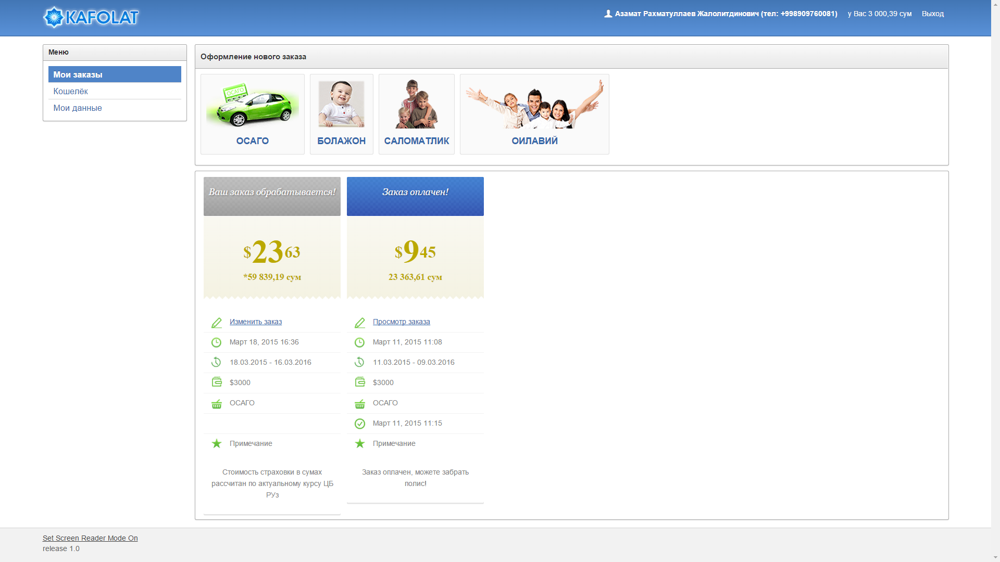 KAFOLAT
Азамат Рахматуллаев Жалолитдинович (тел: +998909760081) у Вас 3 000,39 сум Выход
Меню
Мои заказы
Кошелёк
Мои данные
Оформление нового заказа
ОСАГО
ОСАГО
БОЛАЖОН
САЛОМАТЛИК
ОИЛАВИЙ
Ваш заказ обрабатывается!
$23 63
*59 839,19 сум
Изменить заказ
Март 18, 2015 16:36
18.03.2015 - 16.03.2016
$3000
ОСАГО
Примечание
Стоимость страховки в сумах
рассчитан по актуальному курсу ЦБ
РУз
Заказ оплачен!
$9 45
23 363,61 сум
Просмотр заказа
Март 11, 2015 11:08
11.03.2015 - 09.03.2016
$3000
ОСАГО
Март 11, 2015 11:15
Примечание
Заказ оплачен, можете забрать
полис!
Set Screen Reader Mode On
release 1.0